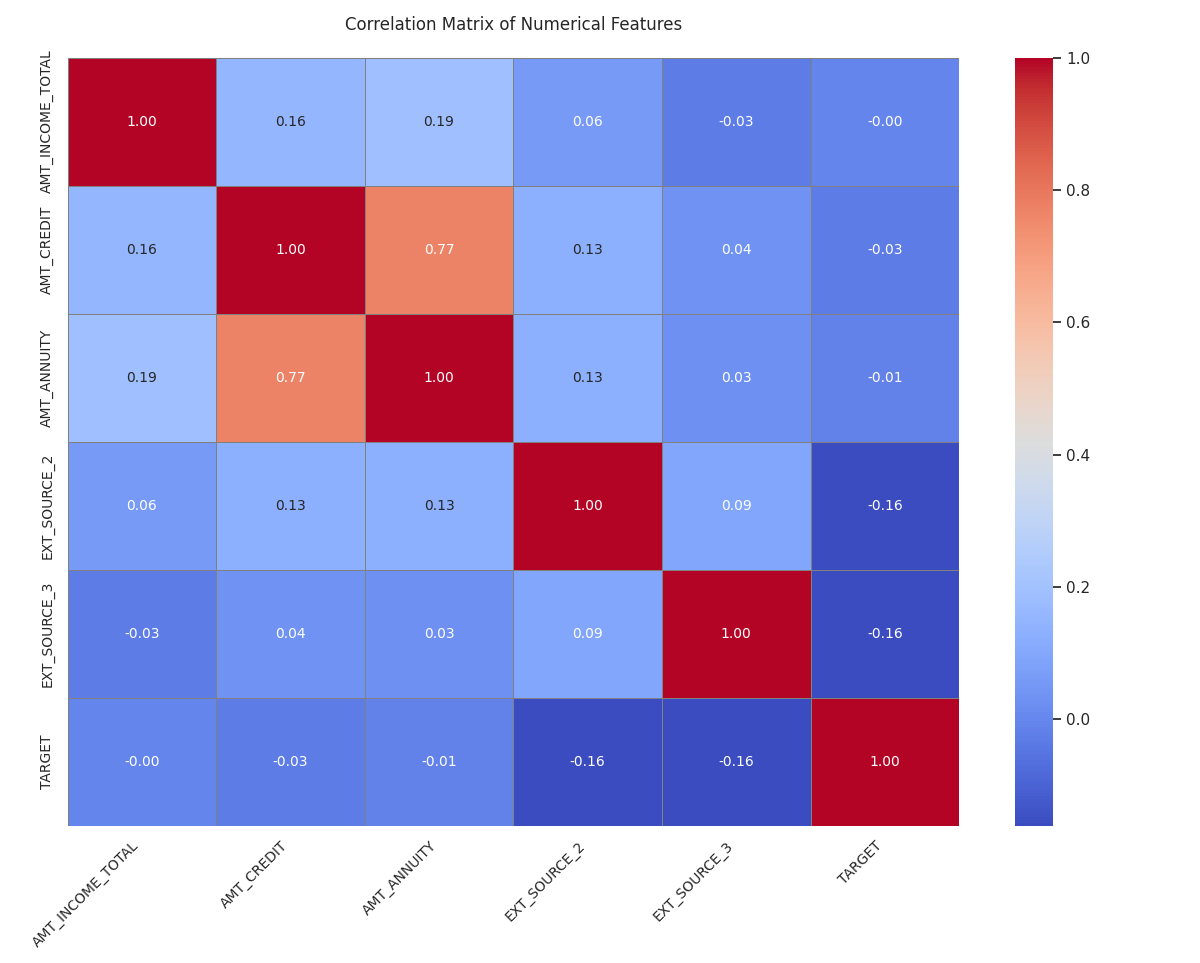 Correlation Matrix of Numerical Features
AMT_INCOME_TOTAL 1.00 0.16 0.19 0.06 -0.03 -0.00
AMT_CREDIT 0.16 1.00 0.77 0.13 0.04 -0.03
AMT_ANNUITY 0.19 0.77 1.00 0.13 0.03 -0.01
EXT_SOURCE_2 0.06 0.13 0.13 1.00 0.09 -0.16
EXT_SOURCE_3 -0.03 0.04 0.03 0.09 1.00 -0.16
TARGET -0.00 -0.03 -0.01 -0.16 -0.16 1.00
AMT_INCOME_TOTAL
AMT_CREDIT
AMT_ANNUITY
EXT_SOURCE_2
EXT_SOURCE_3
TARGET
1.0
0.8
0.6
0.4
0.2
0.0